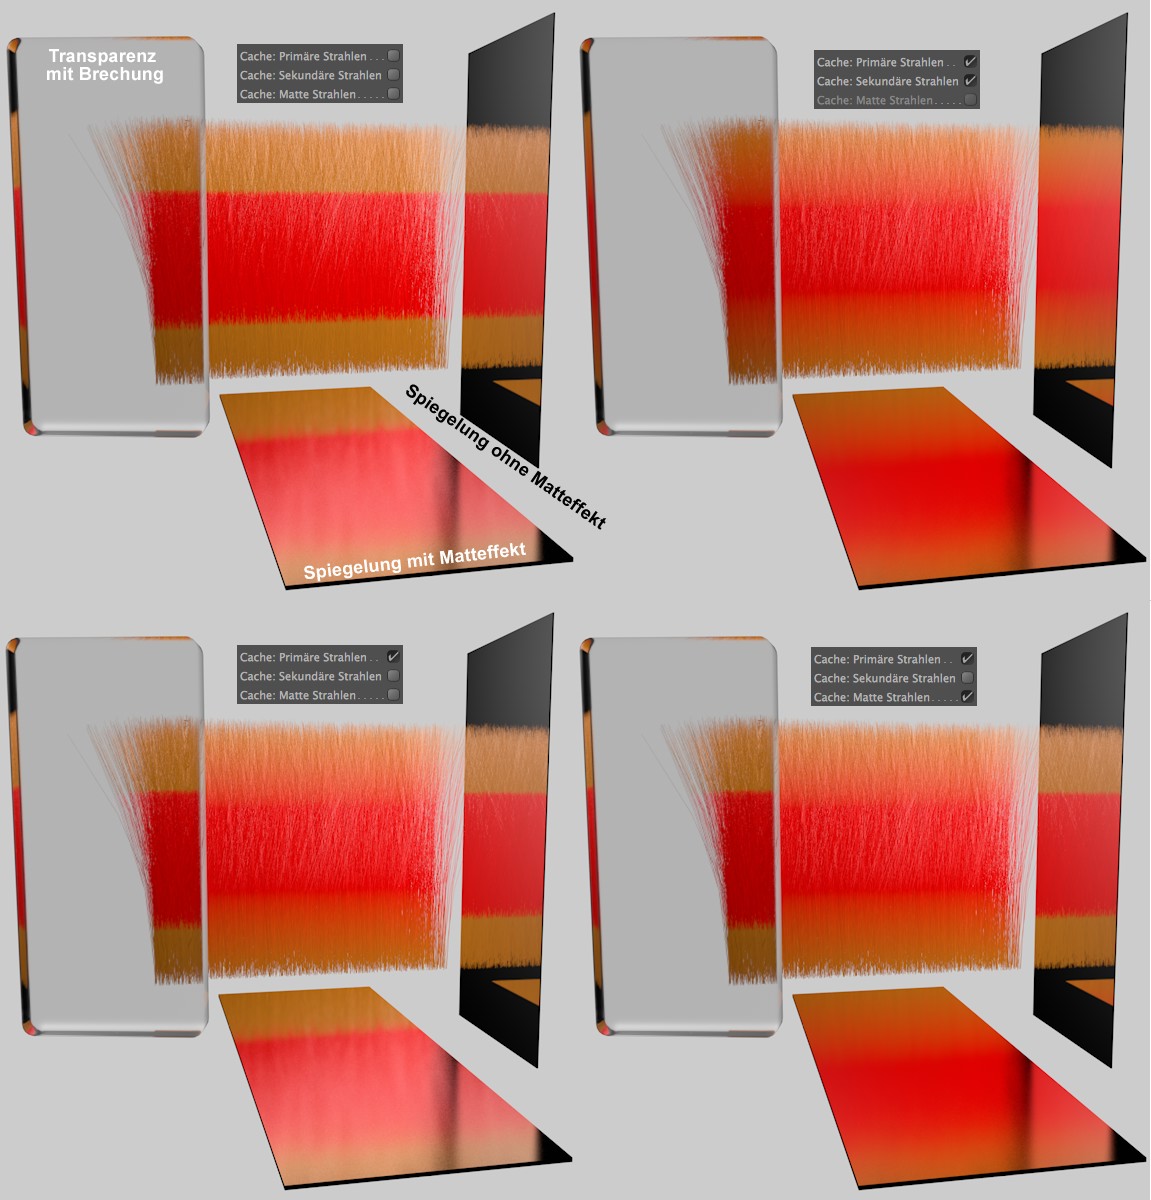 Transparenz
mit Brechung
Cache: Primäre Strahlen . . .
Cache: Sekundäre Strahlen
Cache: Matte Strahlen . . . . .
Cache: Primäre Strahlen . .
Cache: Sekundäre Strahlen
Cache: Matte Strahlen . . . . .
Spiegelung ohne Matteffekt
Spiegelung mit Matteffekt
Cache: Primäre Strahlen . .
Cache: Sekundäre Strahlen
Cache: Matte Strahlen . . . . .
Cache: Primäre Strahlen . .
Cache: Sekundäre Strahlen
Cache: Matte Strahlen . . . . .